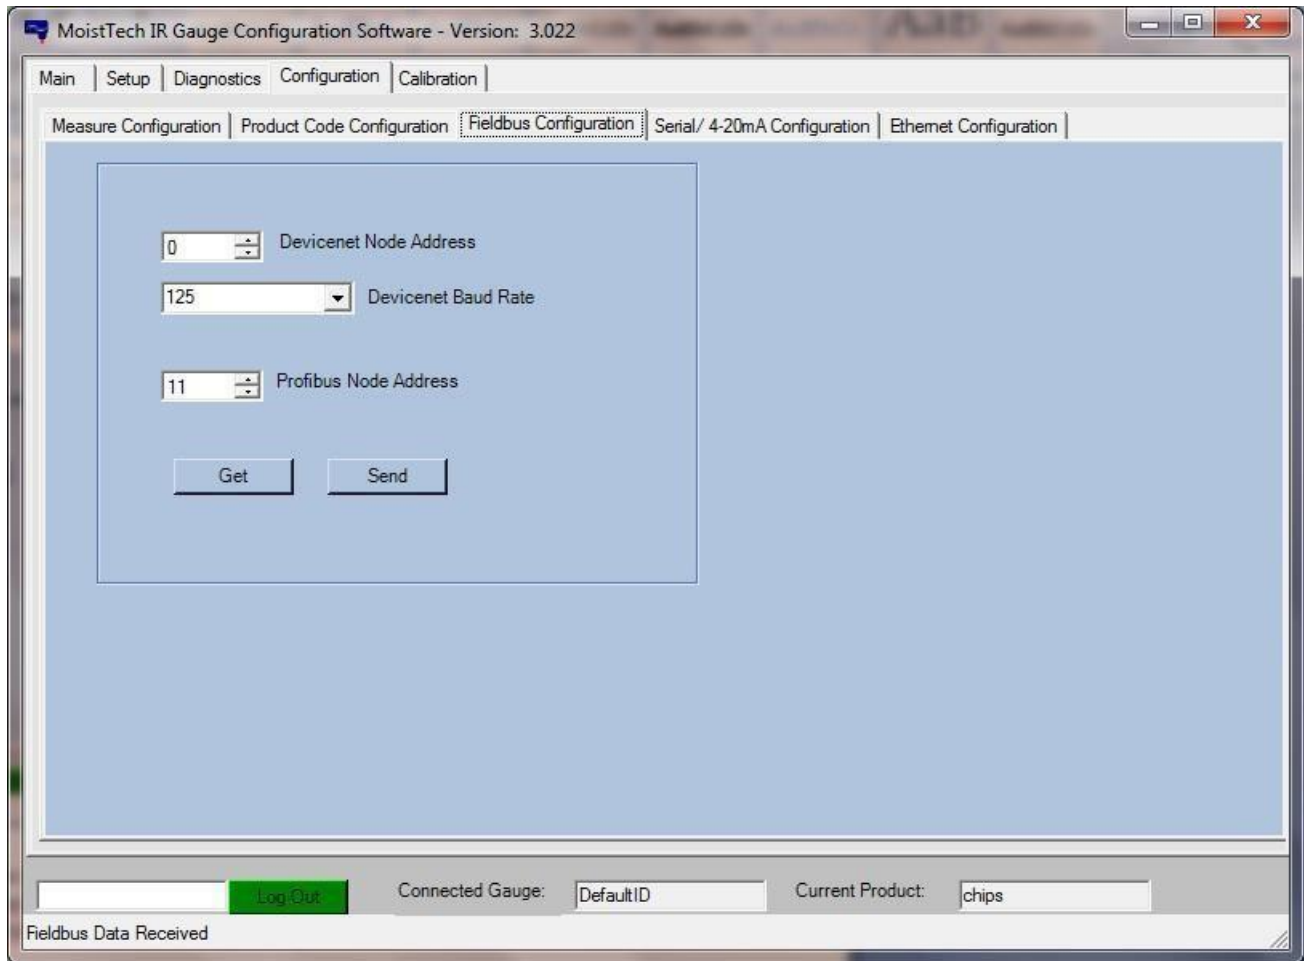 MoistTech IR Gauge Configuration Software - Version: 3.022
Main Setup Diagnostics Configuration Calibration
Measure Configuration Product Code Configuration Fieldbus Configuration Serial/ 4-20mA Configuration Ethernet Configuration
0 Devicenet Node Address
125 Devicenet Baud Rate
11 Profibus Node Address
Get Send
Log Out Connected Gauge: DefaultID Current Product: chips
Fieldbus Data Received